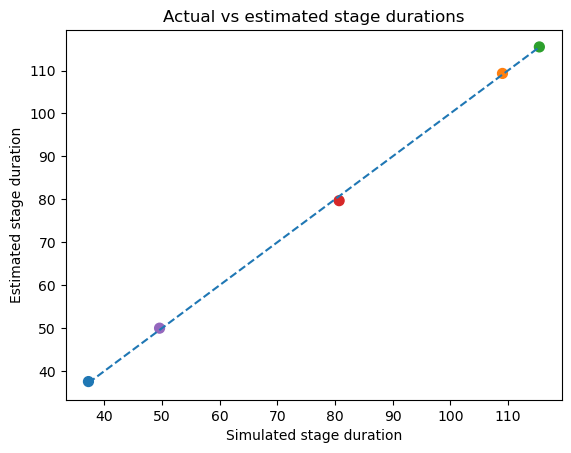 Actual vs estimated stage durations
Estimated stage duration
110
100
90
80
70
60
50
40
40 50 60 70 80 90 100 110
Simulated stage duration